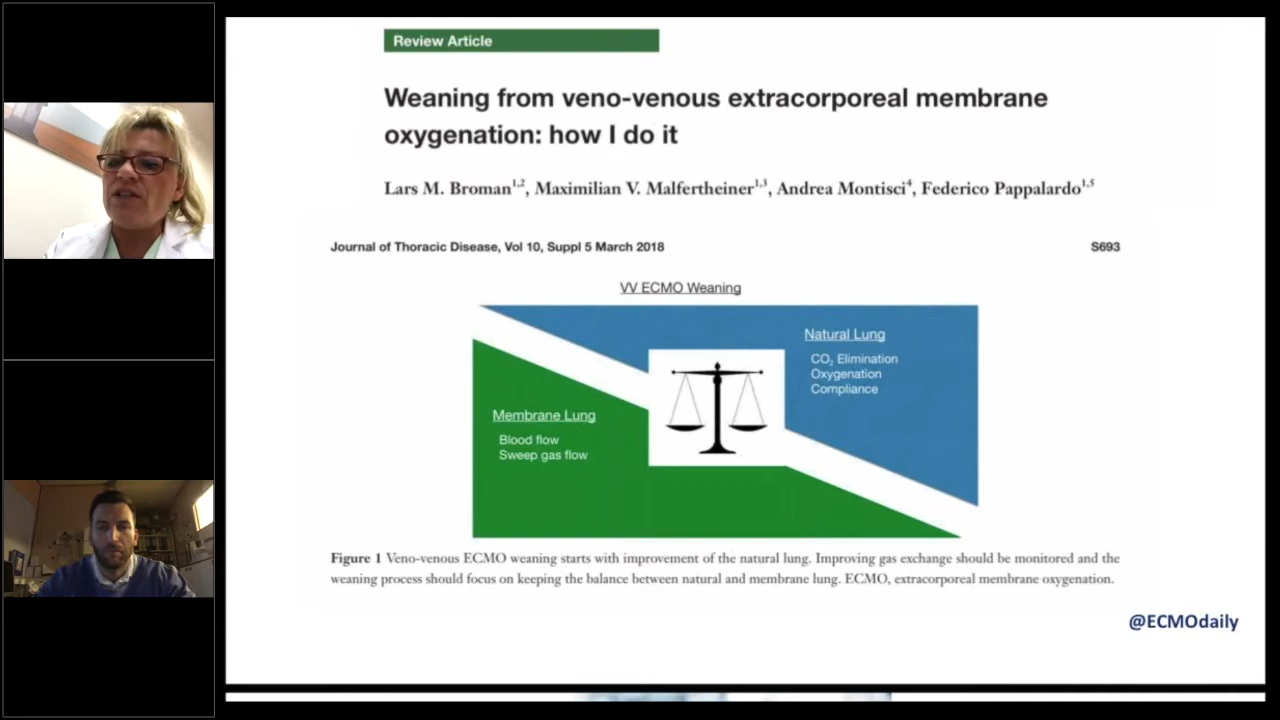 Review Article
Weaning from veno-venous extracorporeal membrane
oxygenation: how I do it
Lars M. Broman1,2, Maximilian V. Malfertheiner1,3, Andrea Montisci4, Federico Pappalardo1,5
Journal of Thoracic Disease, Vol 10, Suppl 5 March 2018 S693
VV ECMO Weaning
Natural Lung
CO₂ Elimination
Oxygenation
Compliance
Membrane Lung
Blood flow
Sweep gas flow
Figure 1 Veno-venous ECMO weaning starts with improvement of the natural lung. Improving gas exchange should be monitored and the
weaning process should focus on keeping the balance between natural and membrane lung. ECMO, extracorporeal membrane oxygenation.
@ECMOdaily